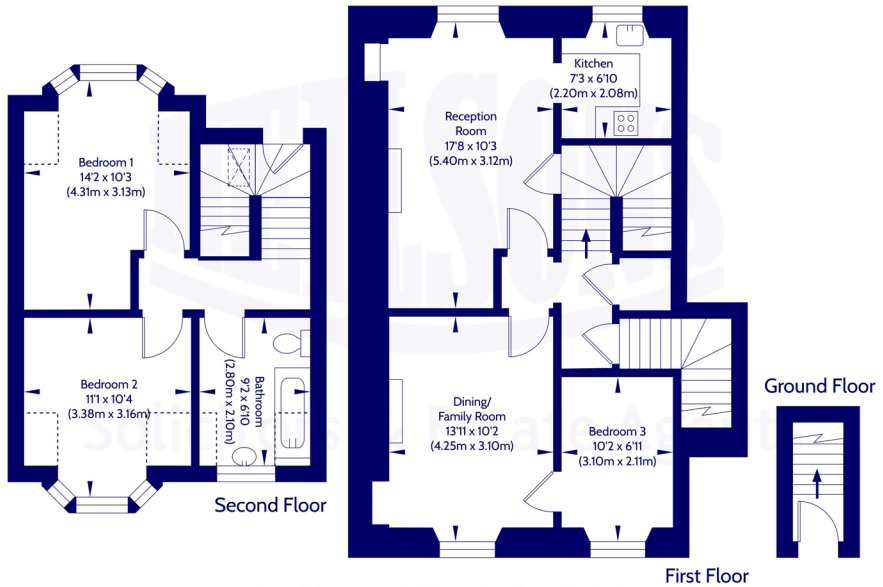 Bedroom 1
14'2 x 10'3
(4.31m x 3.13m)
Bedroom 2
11'1 x 10'4
(3.38m x 3.16m)
Bathroom
9'2 x 6'10
(2.80m x 2.10m)
Second Floor
Reception
Room
17'8 x 10'3
(5.40m x 3.12m)
Kitchen
7'3 x 6'10
(2.20m x 2.08m)
Dining/
Family Room
13'11 x 10'2
(4.25m x 3.10m)
Bedroom 3
10'2 x 6'11
(3.10m x 2.11m)
First Floor
Ground Floor